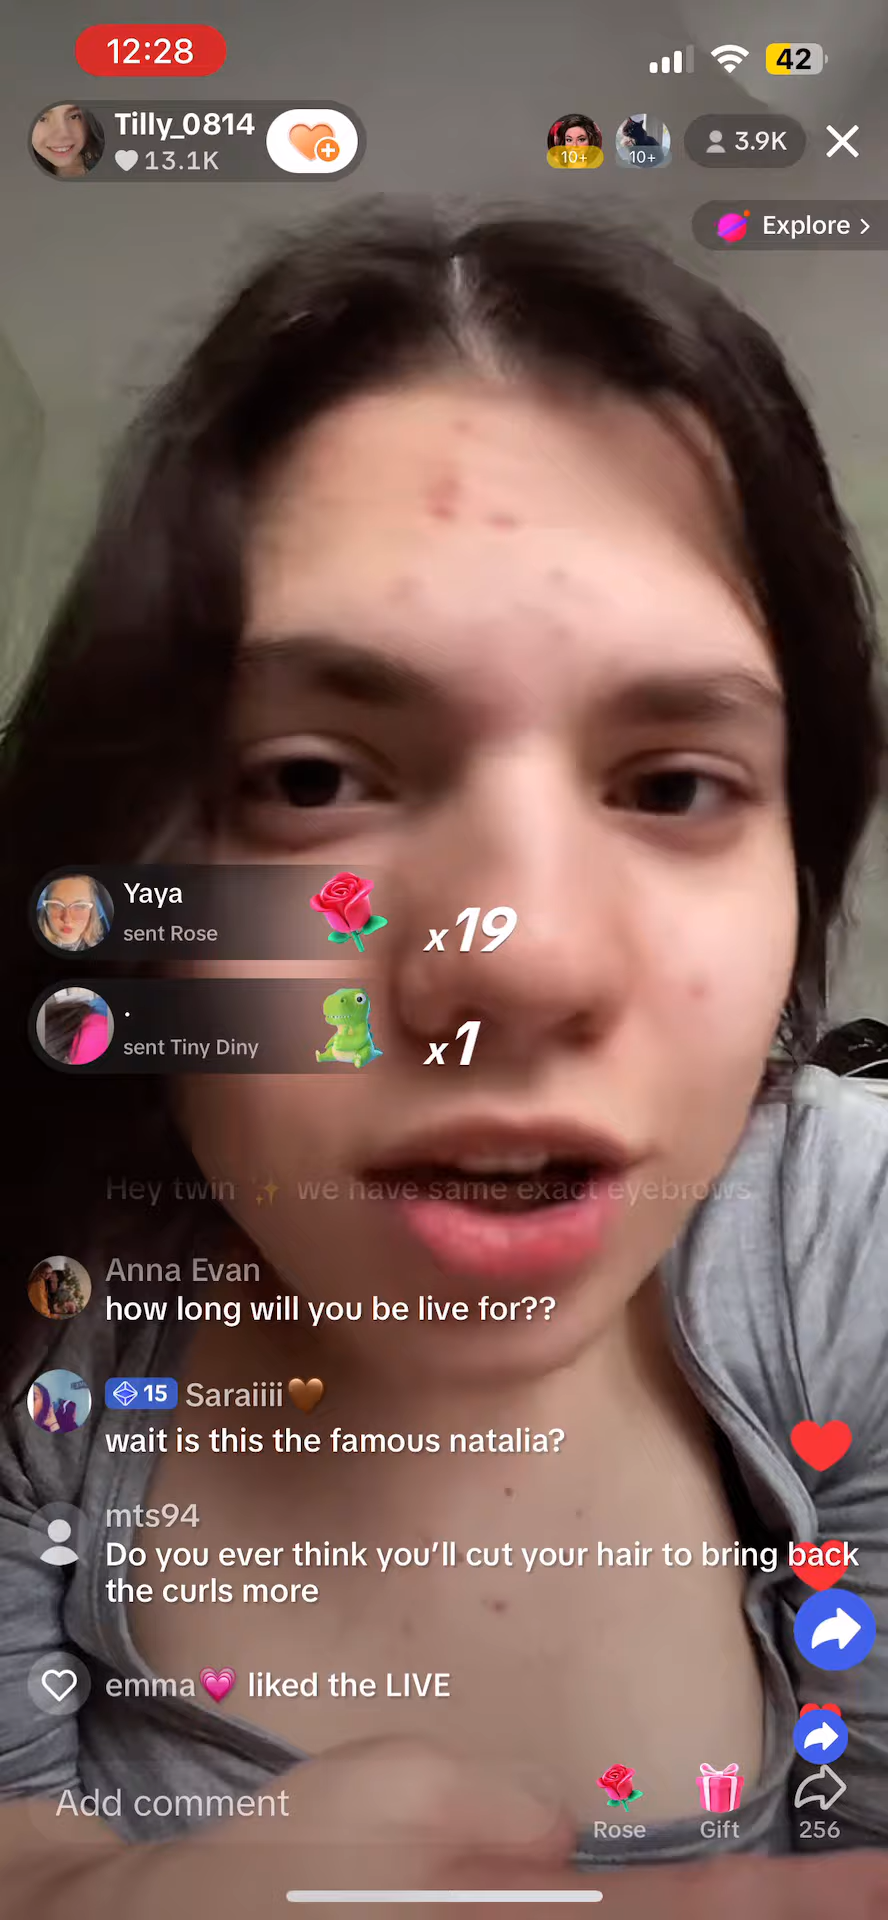 12:28
42
Tilly_0814
13.1K
10+
10+
3.9K
Explore >
Yaya
sent Rose
x19
.
sent Tiny Diny
x1
Hey twin ✨ we have same exact eyebrows
Anna Evan
how long will you be live for??
15 Saraiiii🤎
wait is this the famous natalia?
mts94
Do you ever think you’ll cut your hair to bring back
the curls more
emma💗 liked the LIVE
Add comment
Rose
Gift
256